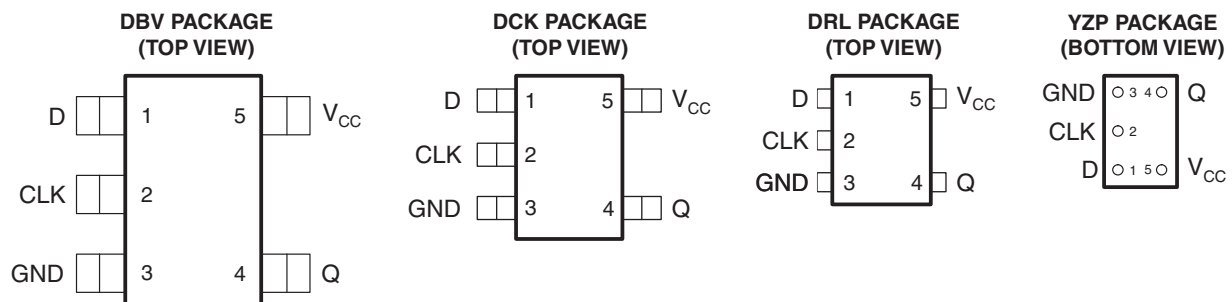 DBV PACKAGE
(TOP VIEW)
D 1 5 VCC
CLK 2
GND 3 4 Q
DCK PACKAGE
(TOP VIEW)
D 1 5 VCC
CLK 2
GND 3 4 Q
DRL PACKAGE
(TOP VIEW)
D 1 5 VCC
CLK 2
GND 3 4 Q
YZP PACKAGE
(BOTTOM VIEW)
GND 3 4 Q
CLK 2
D 1 5 VCC